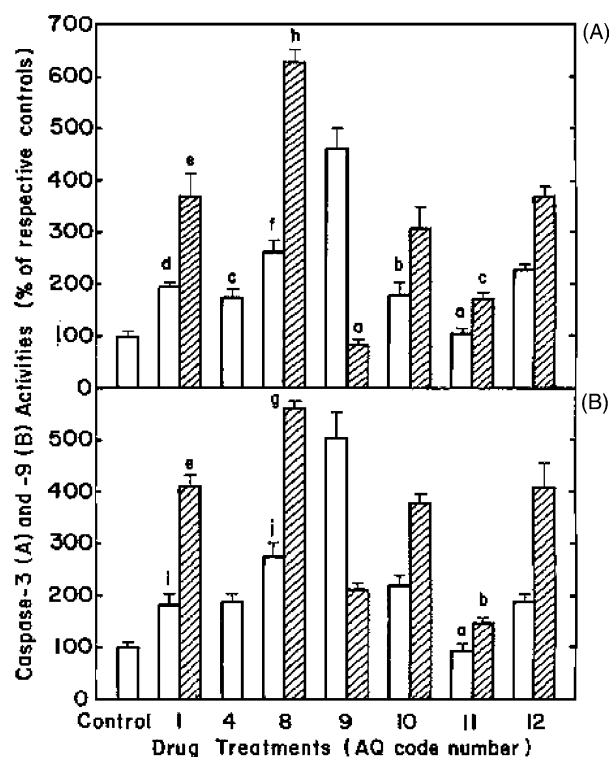 Caspase-3 (A) and -9 (B) Activities (% of respective controls)
(A)
700
600
500
400
300
200
100
0
d
e
c
f
h
a
b
a
c
(B)
500
400
300
200
100
0
i
e
j
g
a
b
Control 1 4 8 9 10 11 12
Drug Treatments (AQ code number)